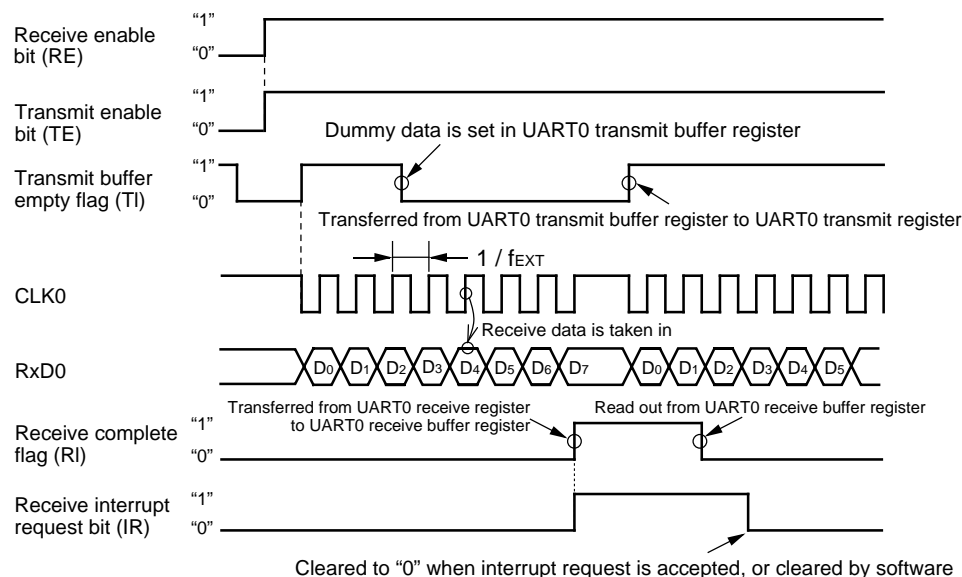 Receive enable
bit (RE)
“1”
“0”
Transmit enable
bit (TE)
“1”
“0”
Dummy data is set in UART0 transmit buffer register
Transmit buffer
empty flag (TI)
“1”
“0”
Transferred from UART0 transmit buffer register to UART0 transmit register
1 / fEXT
CLK0
Receive data is taken in
RxD0
D0 D1 D2 D3 D4 D5 D6 D7 D0 D1 D2 D3 D4 D5
Transferred from UART0 receive register
to UART0 receive buffer register
Read out from UART0 receive buffer register
Receive complete
flag (RI)
“1”
“0”
Receive interrupt
request bit (IR)
“1”
“0”
Cleared to “0” when interrupt request is accepted, or cleared by software